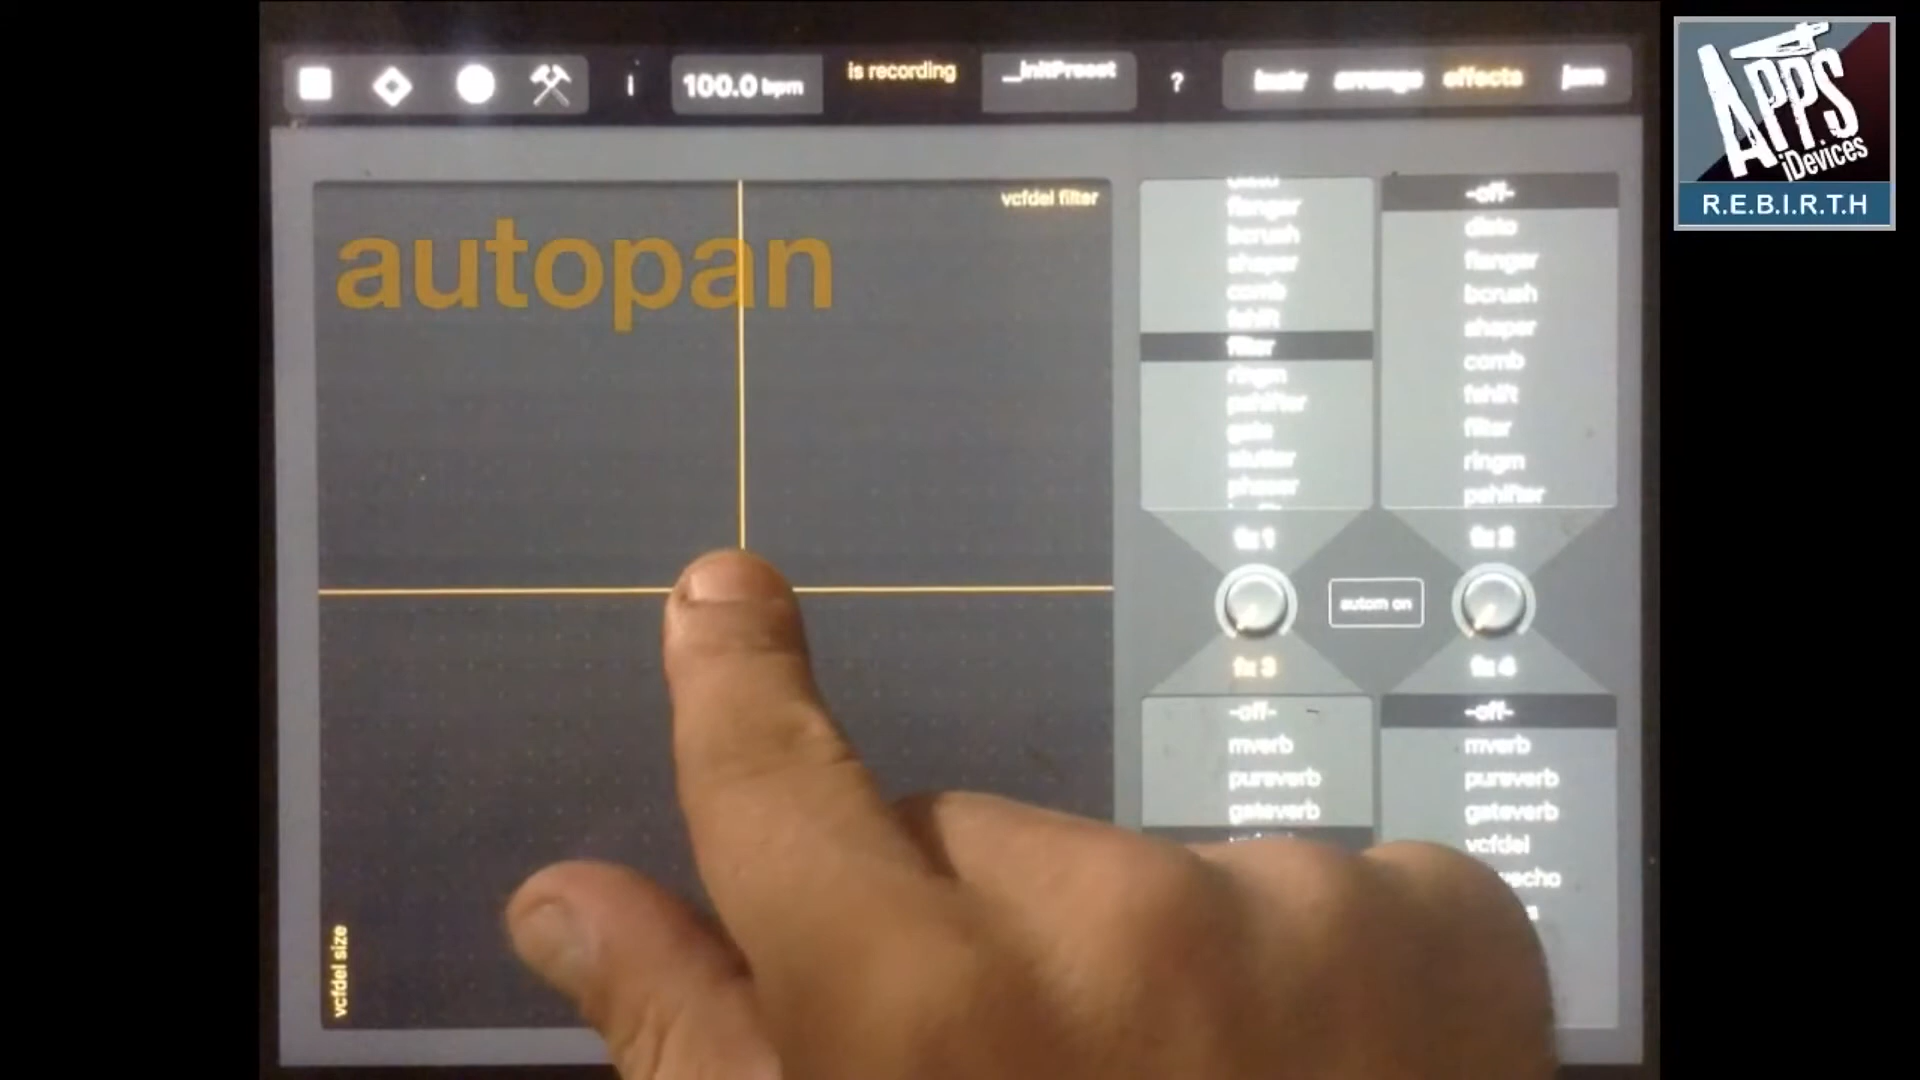 100.0 bpm
is recording
__InitPreset
?
instr
arrange
effects
jam
APPS
iDevices
R.E.B.I.R.T.H
autopan
vcfdel filter
vcfdel size
flanger
bcrush
shaper
comb
fshift
filter
ringm
pshifter
gate
stutter
phaser
fx 1
-off-
disto
flanger
bcrush
shaper
comb
fshift
filter
ringm
pshifter
fx 2
autom on
fx 3
-off-
mverb
pureverb
gateverb
fx 4
-off-
mverb
pureverb
gateverb
vcfdel